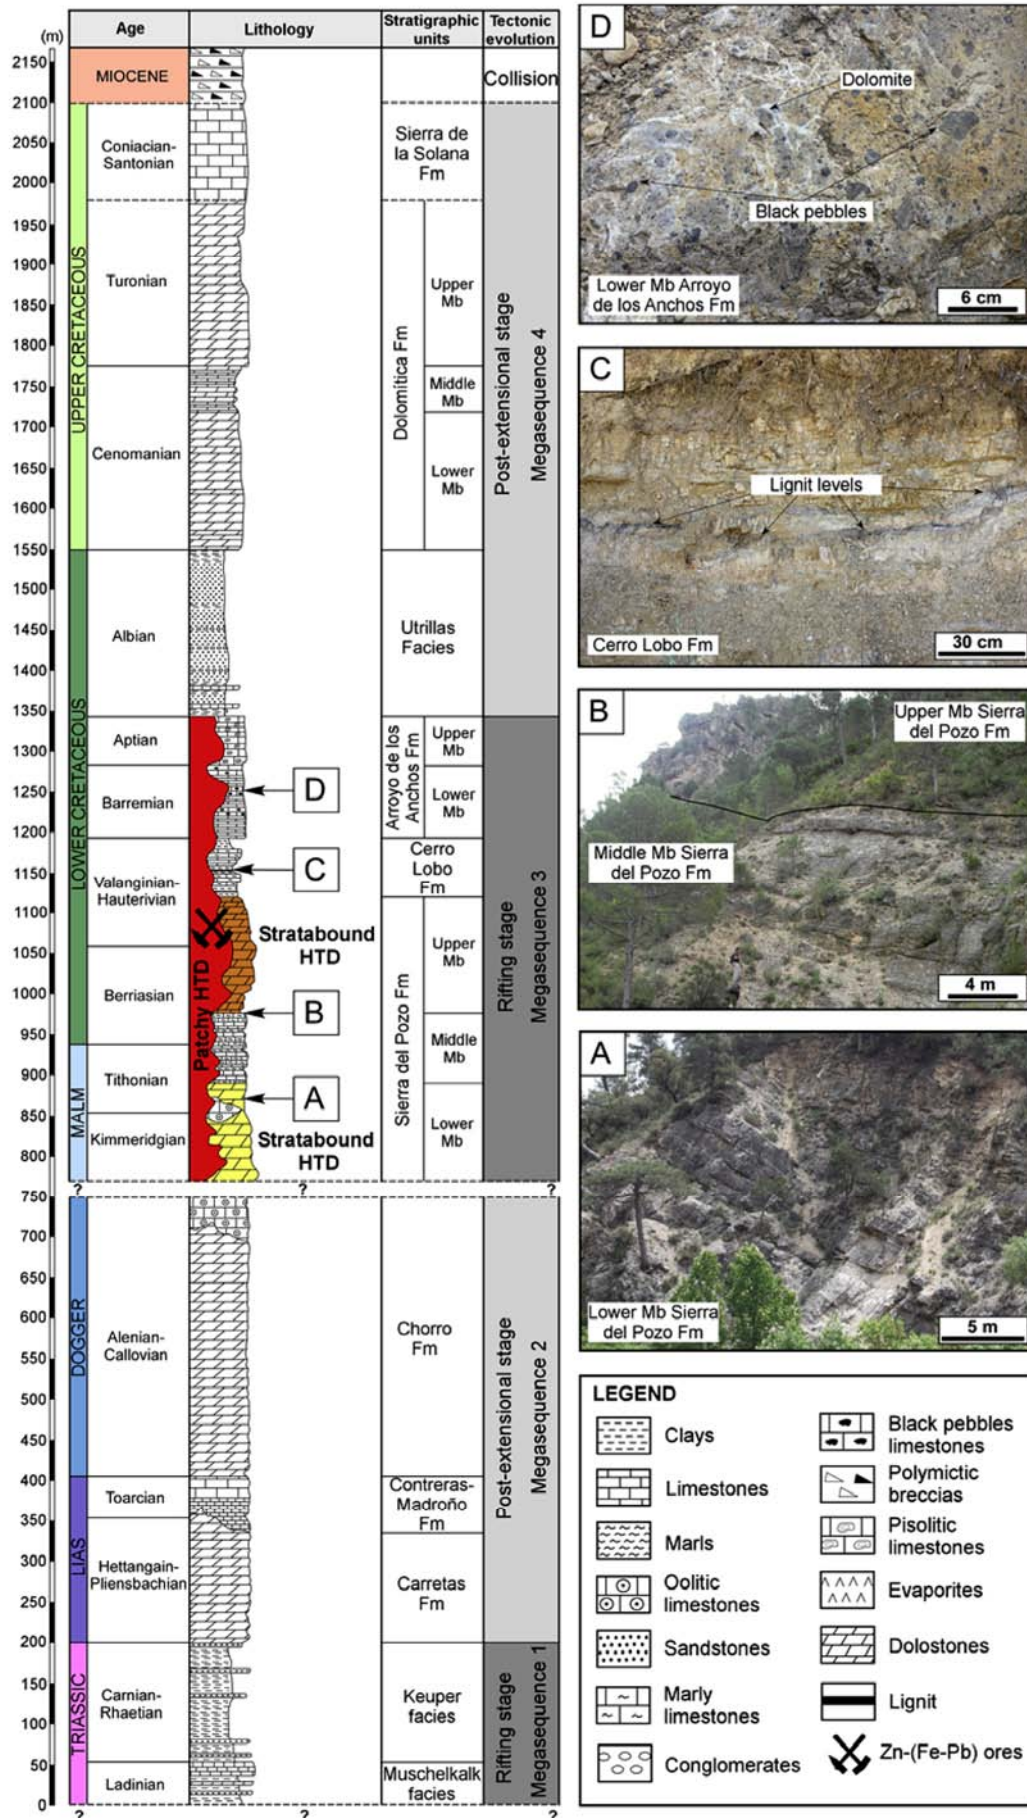 (m)
Age
Lithology
Stratigraphic
units
Tectonic
evolution
2150
2100
2050
2000
1950
1900
1850
1800
1750
1700
1650
1600
1550
1500
1450
1400
1350
1300
1250
1200
1150
1100
1050
1000
950
900
850
800
750
700
650
600
550
500
450
400
350
300
250
200
150
100
50
0
MIOCENE
UPPER CRETACEOUS
LOWER CRETACEOUS
MALM
DOGGER
LIAS
TRIASSIC
Coniacian-
Santonian
Turonian
Cenomanian
Albian
Aptian
Barremian
Valanginian-
Hauterivian
Berriasian
Tithonian
Kimmeridgian
Alenian-
Callovian
Toarcian
Hettangain-
Pliensbachian
Carnian-
Rhaetian
Ladinian
D
C
Stratabound
HTD
Patchy HTD
B
A
Stratabound
HTD
?
?
?
?
?
?
Sierra de
la Solana
Fm
Dolomítica Fm
Upper
Mb
Middle
Mb
Lower
Mb
Utrillas
Facies
Arroyo de los
Anchos Fm
Upper
Mb
Lower
Mb
Cerro
Lobo
Fm
Sierra del Pozo Fm
Upper
Mb
Middle
Mb
Lower
Mb
Chorro
Fm
Contreras-
Madroño
Fm
Carretas
Fm
Keuper
facies
Muschelkalk
facies
Collision
Post-extensional stage
Megasequence 4
Rifting stage
Megasequence 3
Post-extensional stage
Megasequence 2
Rifting stage
Megasequence 1
D
Dolomite
Black pebbles
Lower Mb Arroyo
de los Anchos Fm
6 cm
C
Lignit levels
Cerro Lobo Fm
30 cm
B
Upper Mb Sierra
del Pozo Fm
Middle Mb Sierra
del Pozo Fm
4 m
A
Lower Mb Sierra
del Pozo Fm
5 m
LEGEND
Clays
Limestones
Marls
Oolitic
limestones
Sandstones
Marly
limestones
Conglomerates
Black pebbles
limestones
Polymictic
breccias
Pisolitic
limestones
Evaporites
Dolostones
Lignit
Zn-(Fe-Pb) ores